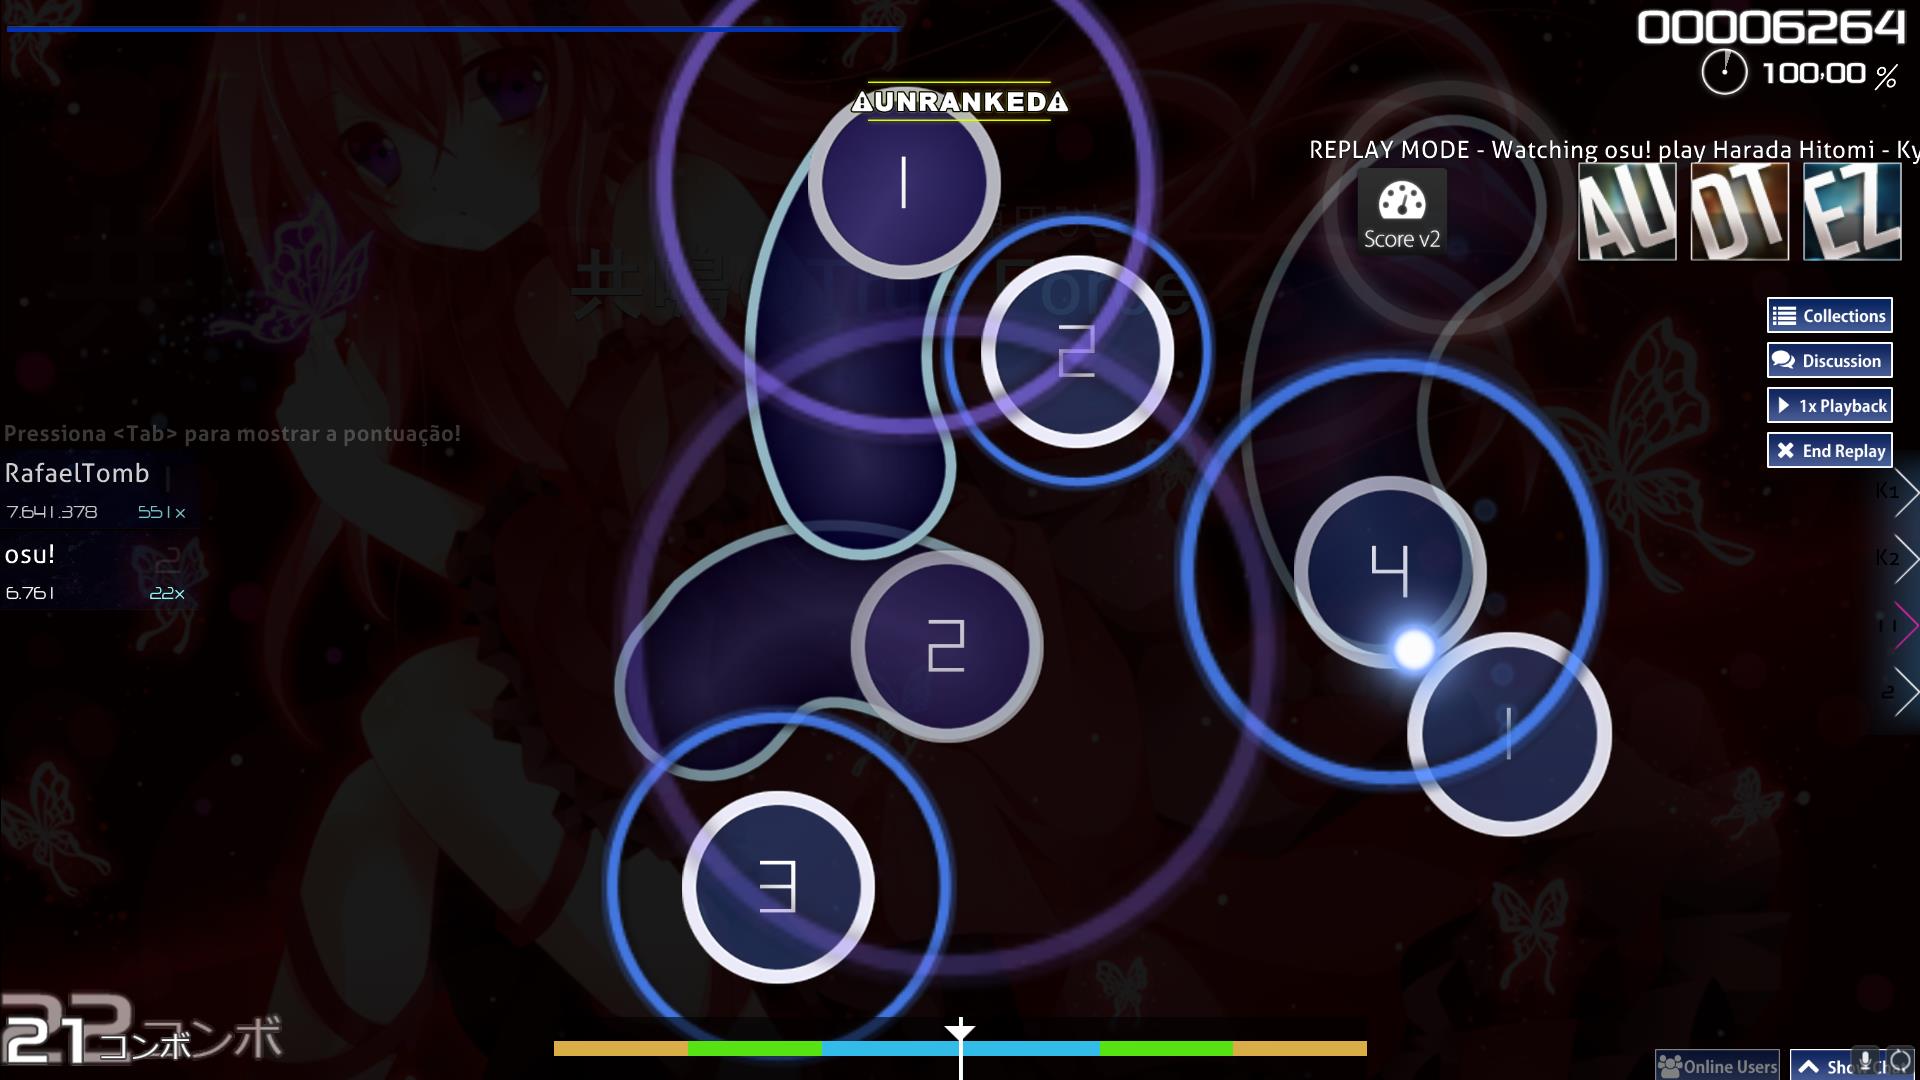 00006264
100,00 %
⚠UNRANKED⚠
REPLAY MODE - Watching osu! play Harada Hitomi - Ky
Score v2
AU DT EZ
Collections
Discussion
1x Playback
End Replay
Pressiona <Tab> para mostrar a pontuação!
RafaelTomb
7.641.378 551x
osu!
6.761 22x
K1
K2
1
2
3
4
1
2
2
21コンボ
Online Users